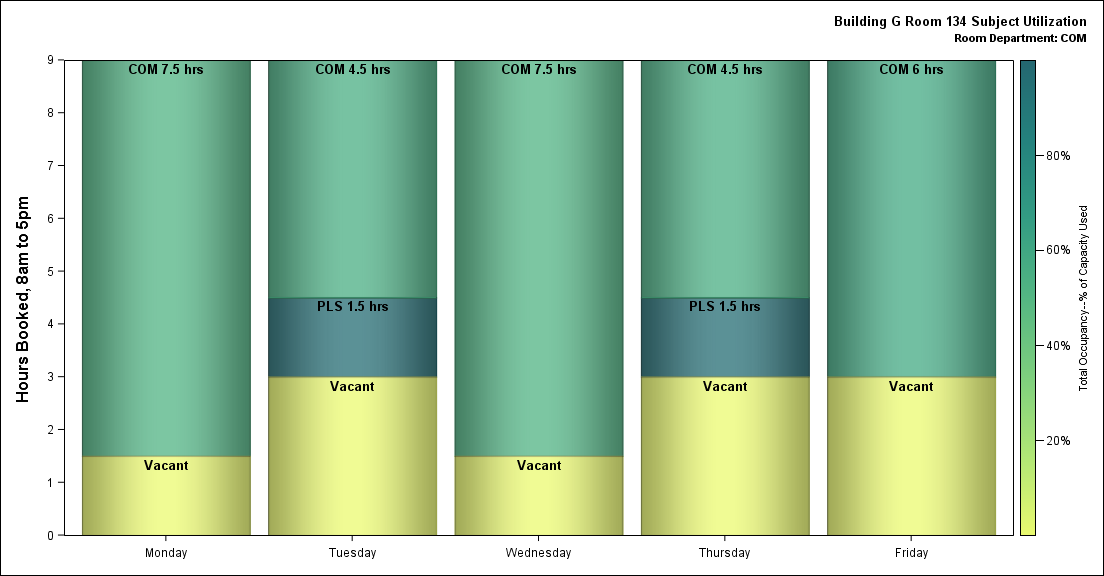 Building G Room 134 Subject Utilization
Room Department: COM
Hours Booked, 8am to 5pm
9
8
7
6
5
4
3
2
1
0
COM 7.5 hrs
Vacant
COM 4.5 hrs
PLS 1.5 hrs
Vacant
COM 7.5 hrs
Vacant
COM 4.5 hrs
PLS 1.5 hrs
Vacant
COM 6 hrs
Vacant
Monday
Tuesday
Wednesday
Thursday
Friday
80%
60%
40%
20%
Total Occupancy--% of Capacity Used